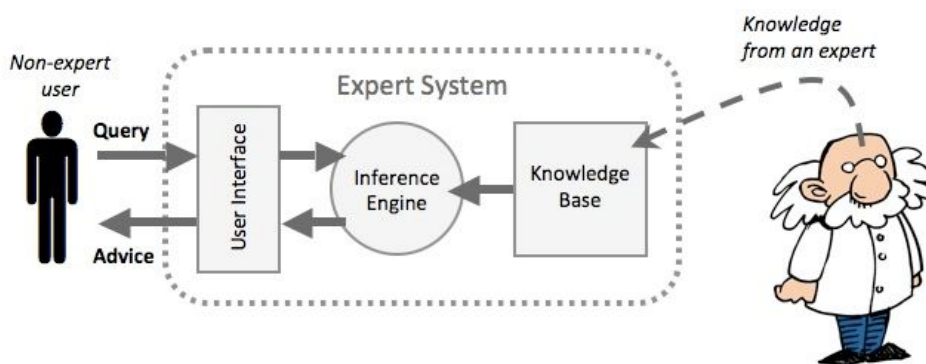 Knowledge
from an expert
Non-expert
user
Expert System
Query
User Interface
Inference
Engine
Knowledge
Base
Advice